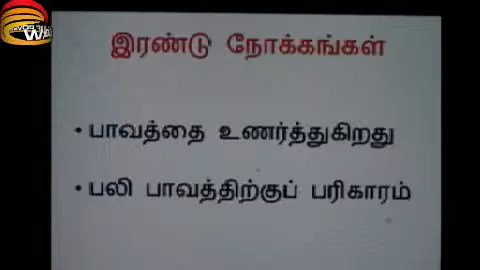 இரண்டு நோக்கங்கள்
• பாவத்தை உணர்த்துகிறது
• பலி பாவத்திற்குப் பரிகாரம்